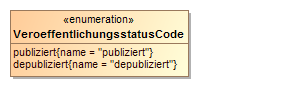 «enumeration»
VeroeffentlichungsstatusCode
publiziert{name = "publiziert"}
depubliziert{name = "depubliziert"}